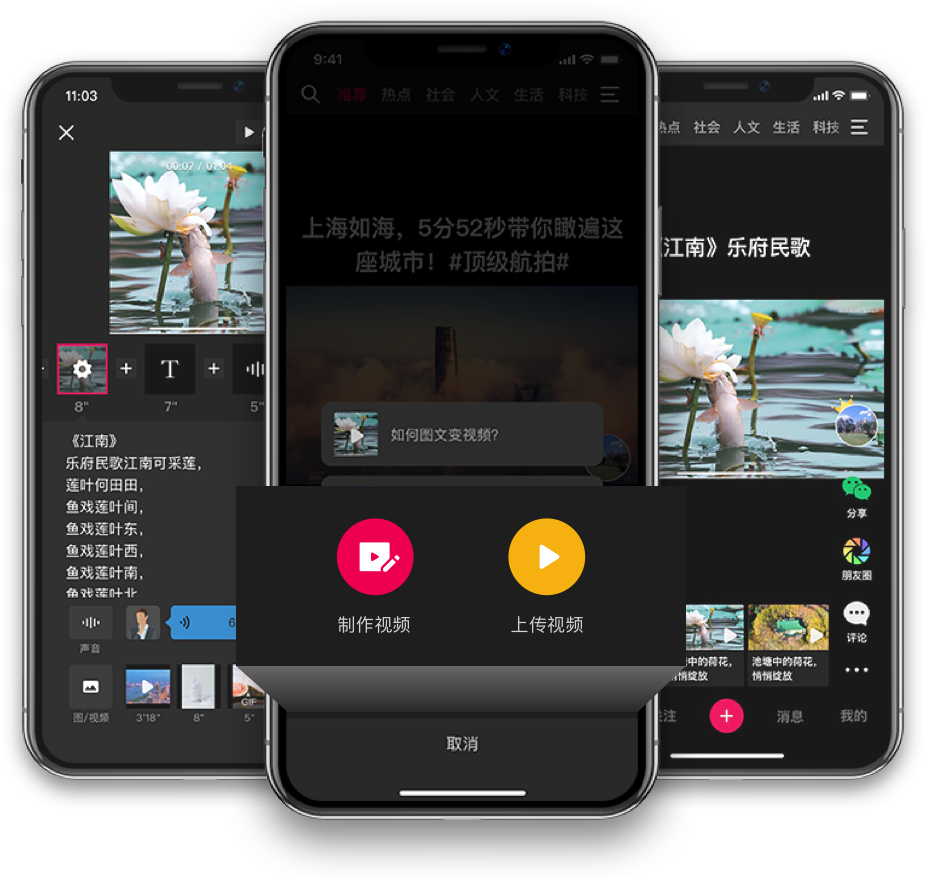 11:03
00:07 / 01:04
T
8"
7"
5"
《江南》
乐府民歌江南可采莲，
莲叶何田田，
鱼戏莲叶间，
鱼戏莲叶东，
鱼戏莲叶西，
鱼戏莲叶南，
鱼戏莲叶北
6
声音
GIF
图/视频
3'18"
8"
5"
9:41
推荐
热点
社会
人文
生活
科技
上海如海，5分52秒带你瞰遍这
座城市！#顶级航拍#
如何图文变视频？
制作视频
上传视频
取消
热点
社会
人文
生活
科技
《江南》乐府民歌
分享
朋友圈
评论
塘中的荷花，
悄悄绽放
池塘中的荷花，
悄悄绽放
关注
消息
我的